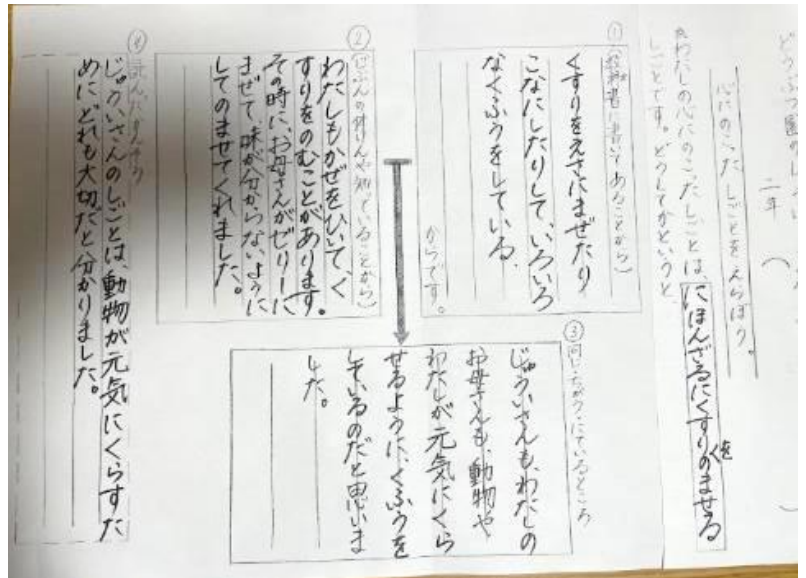 どうぶつ園の
二年
心にのこった しごとを えらぼう。
わたしの心にのこったしごとは、にほんざるにくすりをのませる
しごとです。どうしてかというと、
①(教科書に書いてあることから)
くすりをえさにまぜたり
こなにしたりして、いろいろ
なくふうをしている
からです。
②(じぶんの体けんや知っていることから)
わたしもかぜをひいて、く
すりをのむことがあります。
その時に、お母さんがゼリーに
まぜて、味が分からないように
してのませてくれました。
③同じ・ちがう・にているところ
じゅういさんも、わたしの
お母さんも、動物や
わたしが元気にくら
せるように、くふうを
しているのだと思いま
した。
④読んだかんそう
じゅういさんのしごとは、動物が元気にくらすた
めにどれも大切だと分かりました。